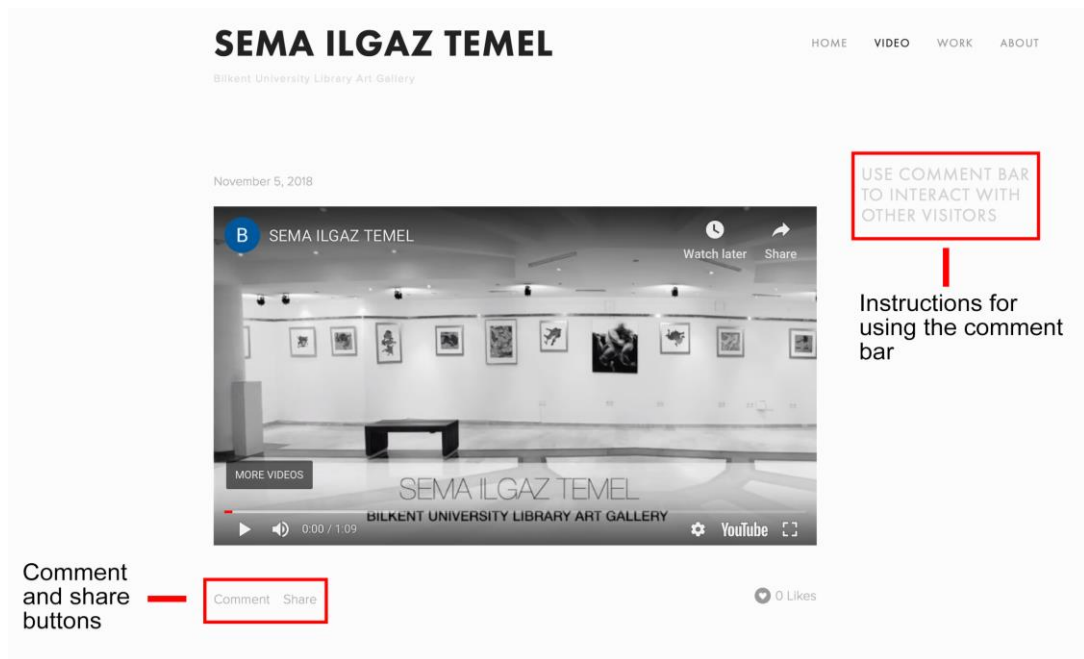 SEMA ILGAZ TEMEL
HOME VIDEO WORK ABOUT
Bilkent University Library Art Gallery
November 5, 2018
USE COMMENT BAR
TO INTERACT WITH
OTHER VISITORS
B SEMA ILGAZ TEMEL
Watch later Share
Instructions for
using the comment
bar
MORE VIDEOS
SEMA ILGAZ TEMEL
BILKENT UNIVERSITY LIBRARY ART GALLERY
0:00 / 1:09
YouTube
Comment
and share
buttons
Comment Share
0 Likes